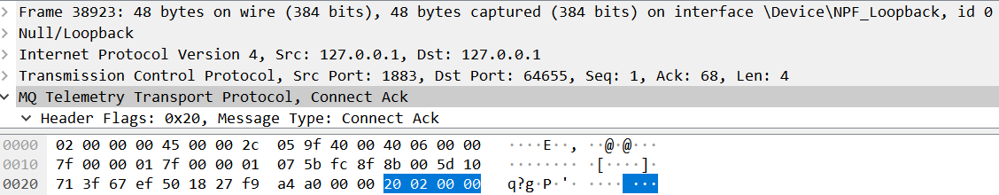 Frame 38923: 48 bytes on wire (384 bits), 48 bytes captured (384 bits) on interface \Device\NPF_Loopback, id 0
Null/Loopback
Internet Protocol Version 4, Src: 127.0.0.1, Dst: 127.0.0.1
Transmission Control Protocol, Src Port: 1883, Dst Port: 64655, Seq: 1, Ack: 68, Len: 4
MQ Telemetry Transport Protocol, Connect Ack
Header Flags: 0x20, Message Type: Connect Ack
0000 02 00 00 00 45 00 00 2c 05 9f 40 00 40 06 00 00 ····E··, ··@·@···
0010 7f 00 00 01 7f 00 00 01 07 5b fc 8f 8b 00 5d 10 ········ ·[····]·
0020 71 3f 67 ef 50 18 27 f9 a4 a0 00 00 20 02 00 00 q?g·P·'· ···· ···